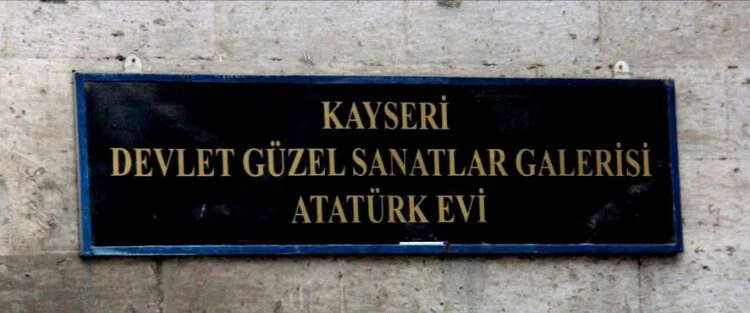 KAYSERİ
DEVLET GÜZEL SANATLAR GALERİSİ
ATATÜRK EVİ